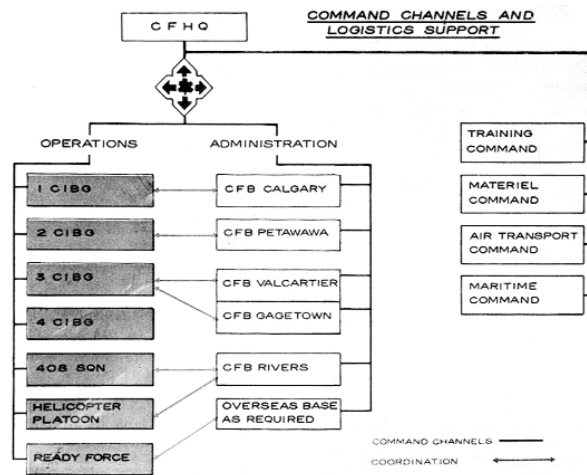 CFHQ
COMMAND CHANNELS AND
LOGISTICS SUPPORT
OPERATIONS
ADMINISTRATION
1 CIBG
CFB CALGARY
2 CIBG
CFB PETAWAWA
3 CIBG
CFB VALCARTIER
CFB GAGETOWN
4 CIBG
408 SQN
CFB RIVERS
HELICOPTER
PLATOON
OVERSEAS BASE
AS REQUIRED
READY FORCE
TRAINING
COMMAND
MATERIEL
COMMAND
AIR TRANSPORT
COMMAND
MARITIME
COMMAND
COMMAND CHANNELS
COORDINATION